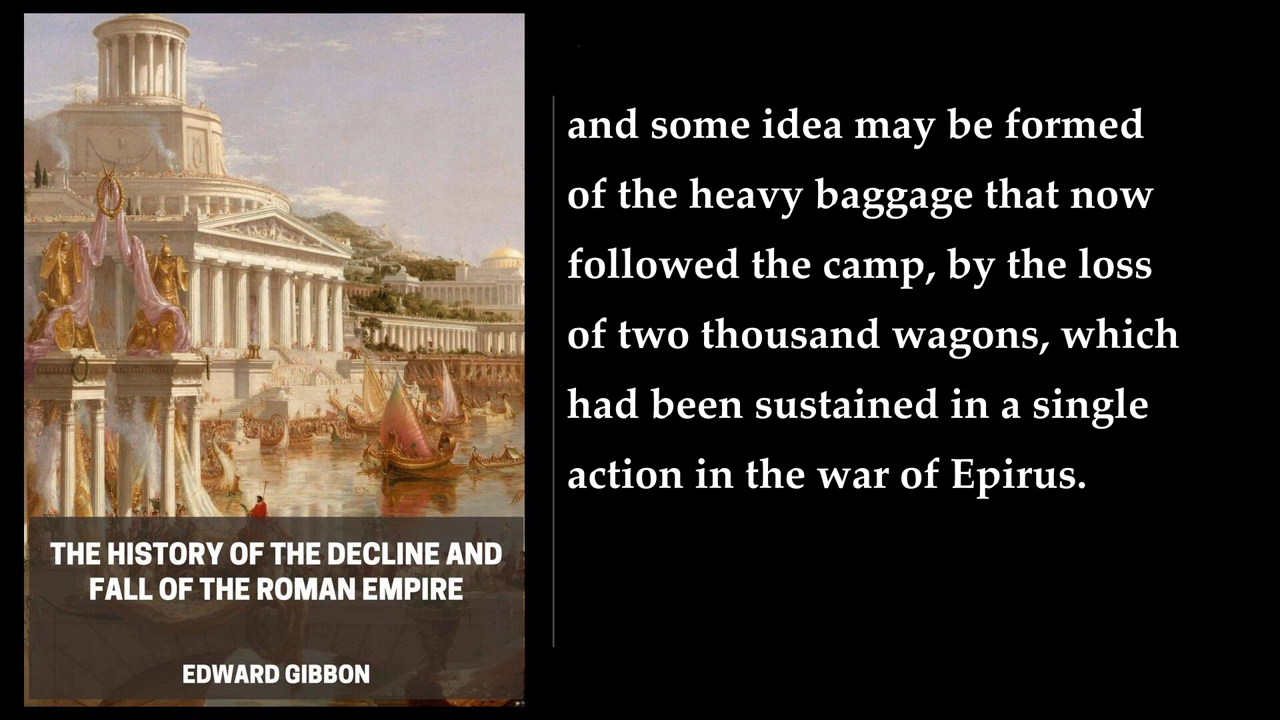 THE HISTORY OF THE DECLINE AND
FALL OF THE ROMAN EMPIRE
EDWARD GIBBON
and some idea may be formed
of the heavy baggage that now
followed the camp, by the loss
of two thousand wagons, which
had been sustained in a single
action in the war of Epirus.